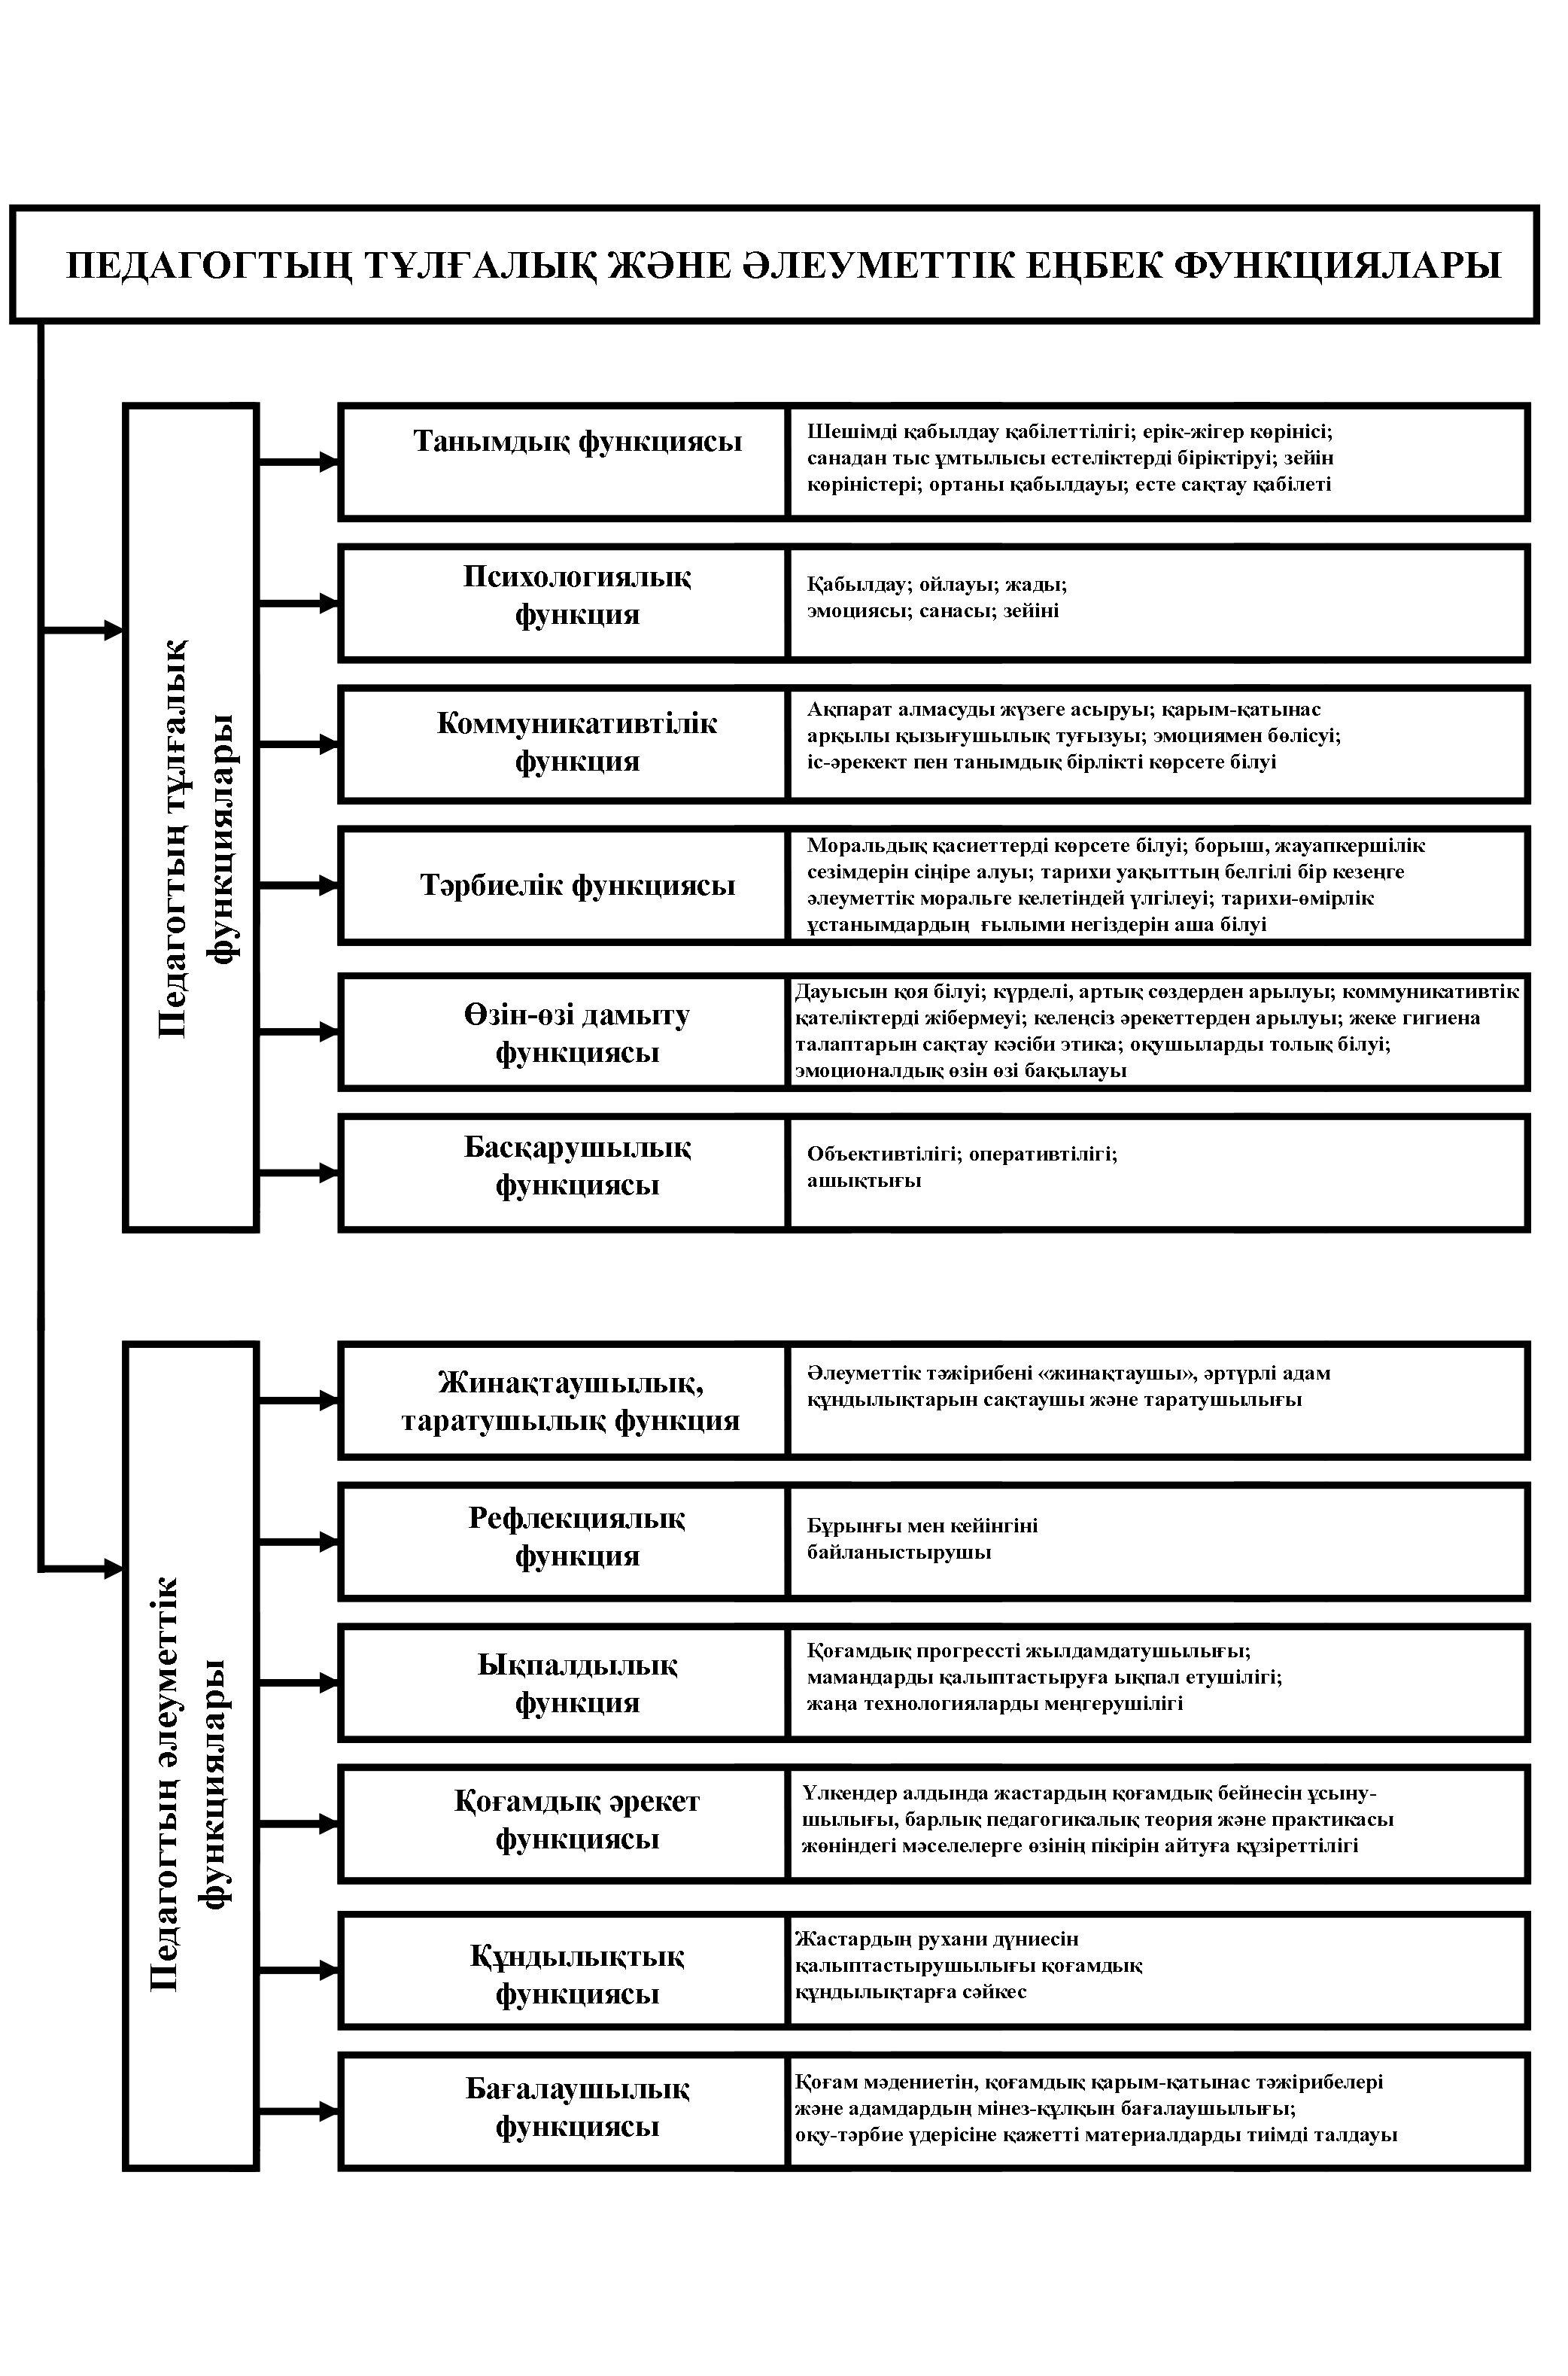 ПЕДАГОГТЫҢ ТҰЛҒАЛЫҚ ЖӘНЕ ӘЛЕУМЕТТІК ЕҢБЕК ФУНКЦИЯЛАРЫ
Педагогтың тұлғалық
функциялары
Танымдық функциясы
Шешімді қабылдау қабілеттілігі; ерік-жігер көрінісі;
санадан тыс ұмтылысы естеліктерді біріктіруі; зейін
көріністері; ортаны қабылдауы; есте сақтау қабілеті
Психологиялық
функция
Қабылдау; ойлауы; жады;
эмоциясы; санасы; зейіні
Коммуникативтілік
функция
Ақпарат алмасуды жүзеге асыруы; қарым-қатынас
арқылы қызығушылық туғызуы; эмоциямен бөлісуі;
іс-әрекект пен танымдық бірлікті көрсете білуі
Тәрбиелік функциясы
Моральдық қасиеттерді көрсете білуі; борыш, жауапкершілік
сезімдерін сіңіре алуы; тарихи уақыттың белгілі бір кезеңге
әлеуметтік моральге келетіндей үлгілеуі; тарихи-өмірлік
ұстанымдардың ғылыми негіздерін аша білуі
Өзін-өзі дамыту
функциясы
Дауысын қоя білуі; күрделі, артық сөздерден арылуы; коммуникативтік
қателіктерді жібермеуі; келеңсіз әрекеттерден арылуы; жеке гигиена
талаптарын сақтау кәсіби этика; оқушыларды толық білуі;
эмоционалдық өзін өзі бақылауы
Басқарушылық
функциясы
Объективтілігі; оперативтілігі;
ашықтығы
Педагогтың әлеуметтік
функциялары
Жинақтаушылық,
таратушылық функция
Әлеуметтік тәжірибені «жинақтаушы», әртүрлі адам
құндылықтарын сақтаушы және таратушылығы
Рефлекциялық
функция
Бұрынғы мен кейінгіні
байланыстырушы
Ықпалдылық
функция
Қоғамдық прогрессті жылдамдатушылығы;
мамандарды қалыптастыруға ықпал етушілігі;
жаңа технологияларды меңгерушілігі
Қоғамдық әрекет
функциясы
Үлкендер алдында жастардың қоғамдық бейнесін ұсыну-
шылығы, барлық педагогикалық теория және практикасы
жөніндегі мәселелерге өзінің пікірін айтуға құзіреттілігі
Құндылықтық
функциясы
Жастардың рухани дүниесін
қалыптастырушылығы қоғамдық
құндылықтарға сәйкес
Бағалаушылық
функциясы
Қоғам мәдениетін, қоғамдық қарым-қатынас тәжірибелері
және адамдардың мінез-құлқын бағалаушылығы;
оқу-тәрбие үдерісіне қажетті материалдарды тиімді талдауы